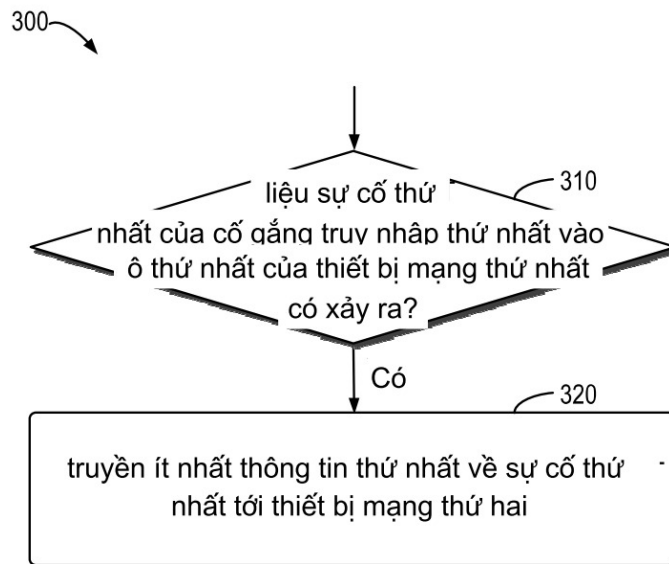 300
310
liệu sự cố thứ
nhất của cố gắng truy nhập thứ nhất vào
ô thứ nhất của thiết bị mạng thứ nhất
có xảy ra?
Có
320
truyền ít nhất thông tin thứ nhất về sự cố thứ
nhất tới thiết bị mạng thứ hai